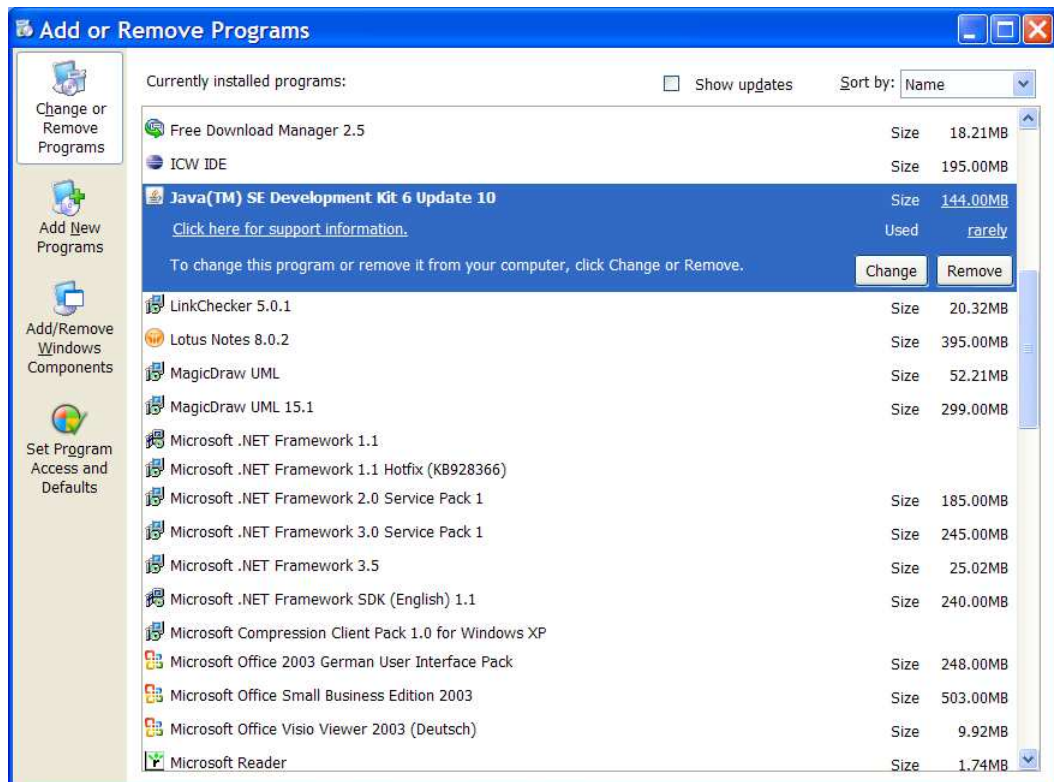 Add or Remove Programs
Change or
Remove
Programs
Add New
Programs
Add/Remove
Windows
Components
Set Program
Access and
Defaults
Currently installed programs:
Show updates
Sort by: Name
Free Download Manager 2.5 Size 18.21MB
ICW IDE Size 195.00MB
Java(TM) SE Development Kit 6 Update 10 Size 144.00MB
Click here for support information. Used rarely
To change this program or remove it from your computer, click Change or Remove. Change Remove
LinkChecker 5.0.1 Size 20.32MB
Lotus Notes 8.0.2 Size 395.00MB
MagicDraw UML Size 52.21MB
MagicDraw UML 15.1 Size 299.00MB
Microsoft .NET Framework 1.1
Microsoft .NET Framework 1.1 Hotfix (KB928366)
Microsoft .NET Framework 2.0 Service Pack 1 Size 185.00MB
Microsoft .NET Framework 3.0 Service Pack 1 Size 245.00MB
Microsoft .NET Framework 3.5 Size 25.02MB
Microsoft .NET Framework SDK (English) 1.1 Size 240.00MB
Microsoft Compression Client Pack 1.0 for Windows XP
Microsoft Office 2003 German User Interface Pack Size 248.00MB
Microsoft Office Small Business Edition 2003 Size 503.00MB
Microsoft Office Visio Viewer 2003 (Deutsch) Size 9.92MB
Microsoft Reader Size 1.74MB